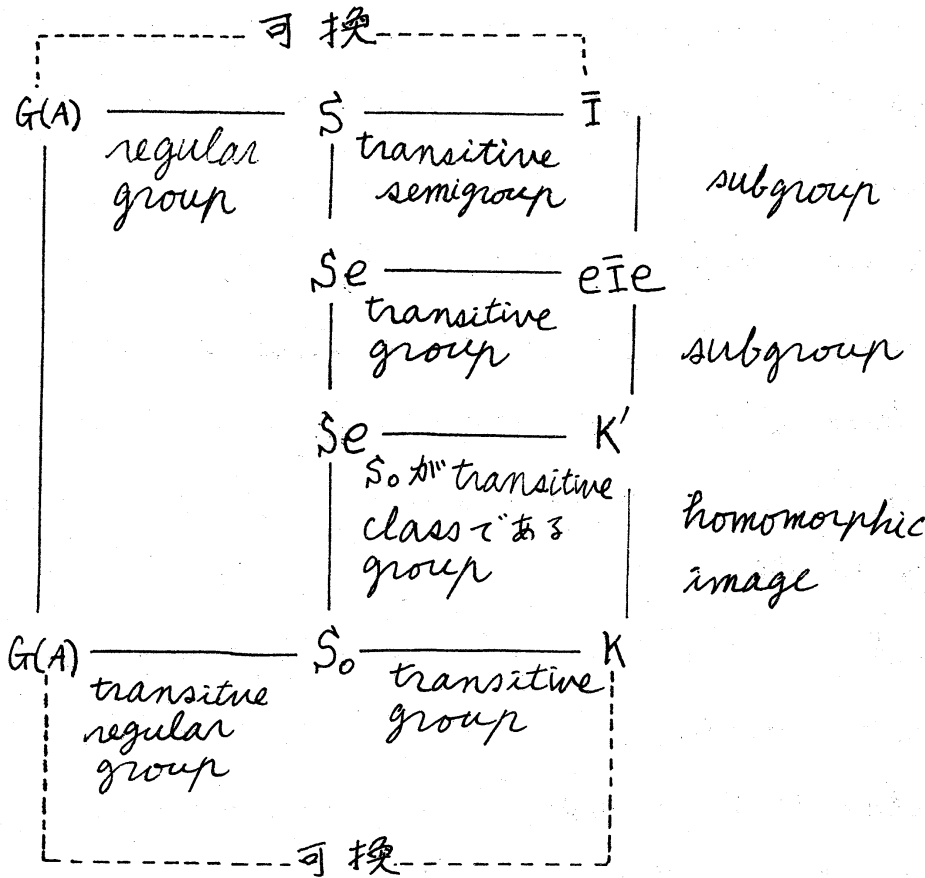 可換
G(A) S Ī
regular transitive
group semigroup subgroup
Se eĪe
transitive
group subgroup
Se K′
S₀がtransitive
classである homomorphic
group image
G(A) S₀ K
transitve transitive
regular group
group
可換